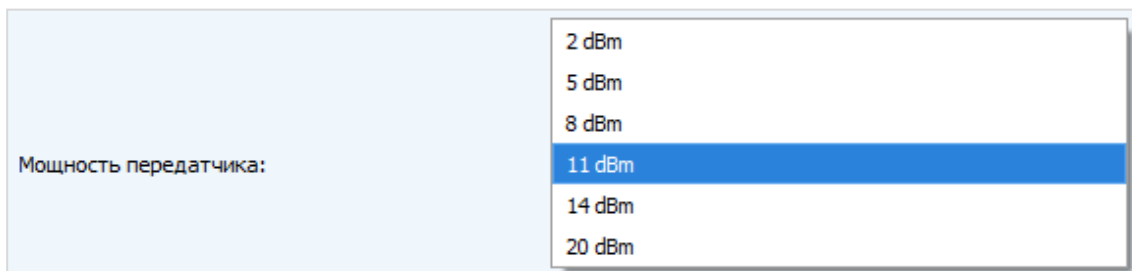 Мощность передатчика:
2 dBm
5 dBm
8 dBm
11 dBm
14 dBm
20 dBm